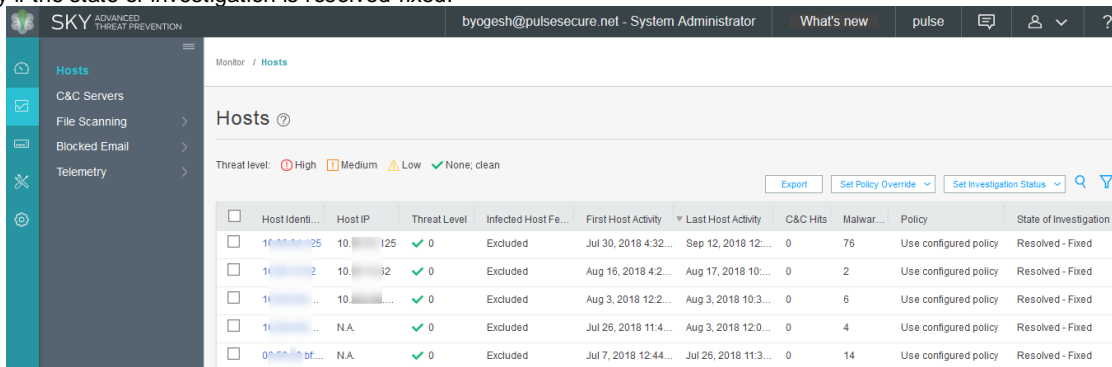 if the state of investigation is resolved-fixed.
SKY ADVANCED THREAT PREVENTION
byogesh@pulsesecure.net - System Administrator What's new pulse ?
Monitor / Hosts
Hosts
C&C Servers
File Scanning
Blocked Email
Telemetry
Hosts ?
Threat level: High Medium Low None; clean
Export Set Policy Override Set Investigation Status
Host Identi... Host IP Threat Level Infected Host Fe... First Host Activity Last Host Activity C&C Hits Malwar... Policy State of Investigation
125 10. 125 0 Excluded Jul 30, 2018 4:32... Sep 12, 2018 12:... 0 76 Use configured policy Resolved - Fixed
10. 0 Excluded Aug 16, 2018 4:2... Aug 17, 2018 10:... 0 2 Use configured policy Resolved - Fixed
10. 0 Excluded Aug 3, 2018 12:2... Aug 3, 2018 10:3... 0 6 Use configured policy Resolved - Fixed
N.A. 0 Excluded Jul 26, 2018 11:4... Aug 3, 2018 12:0... 0 4 Use configured policy Resolved - Fixed
N.A. 0 Excluded Jul 7, 2018 12:44... Jul 26, 2018 11:3... 0 14 Use configured policy Resolved - Fixed